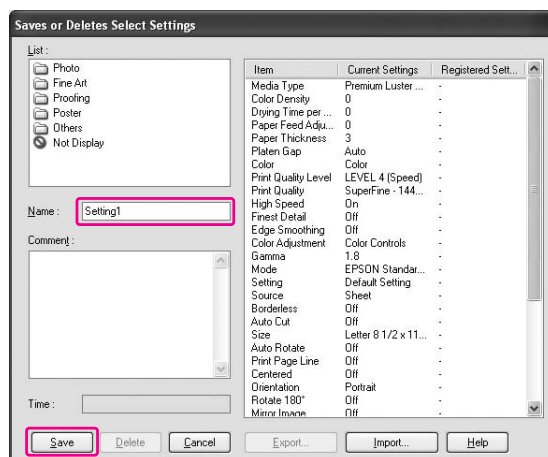 Saves or Deletes Select Settings
List :
Photo
Fine Art
Proofing
Poster
Others
Not Display
Name : Setting1
Comment :
Time :
Item Current Settings Registered Sett...
Media Type Premium Luster ... -
Color Density 0 -
Drying Time per ... 0 -
Paper Feed Adju... 0 -
Paper Thickness 3 -
Platen Gap Auto -
Color Color -
Print Quality Level LEVEL 4 (Speed) -
Print Quality SuperFine - 144... -
High Speed On -
Finest Detail Off -
Edge Smoothing Off -
Color Adjustment Color Controls -
Gamma 1.8 -
Mode EPSON Standar... -
Setting Default Setting -
Source Sheet -
Borderless Off -
Auto Cut Off -
Size Letter 8 1/2 x 11... -
Auto Rotate Off -
Print Page Line Off -
Centered Off -
Orientation Portrait -
Rotate 180° Off -
Mirror Image Off -
Save Delete Cancel Export... Import... Help